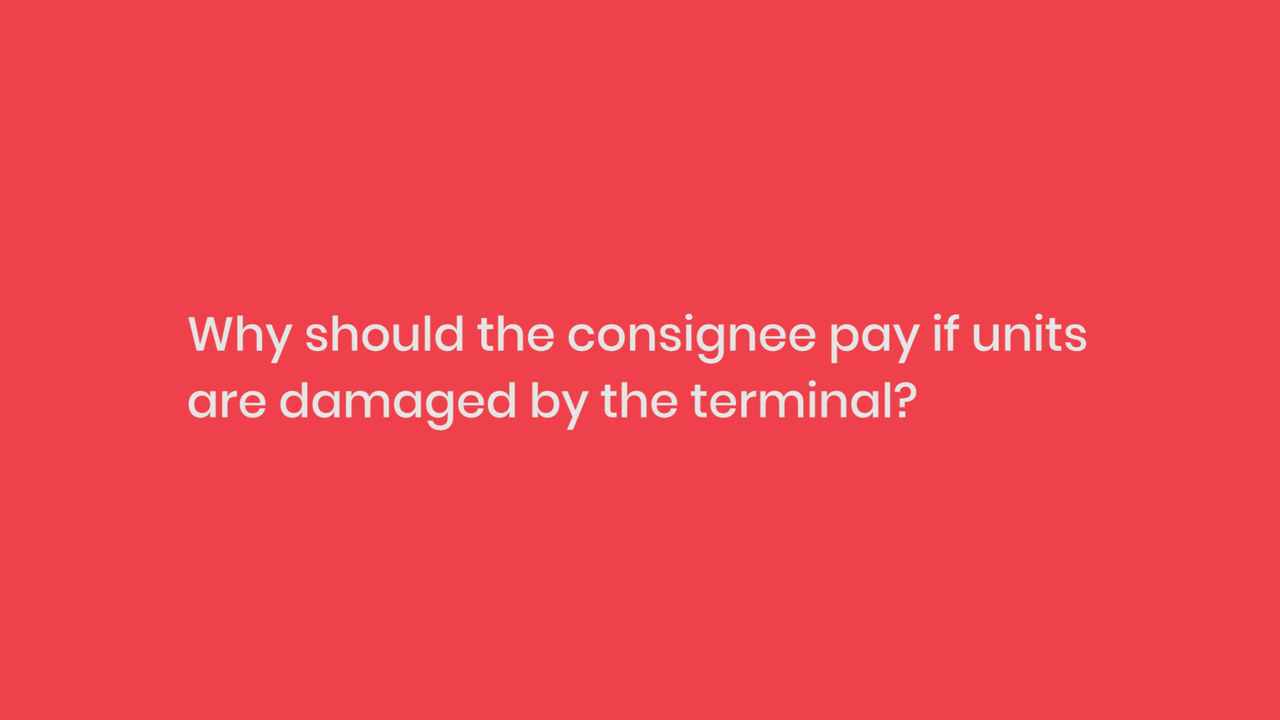 Why should the consignee pay if units
are damaged by the terminal?